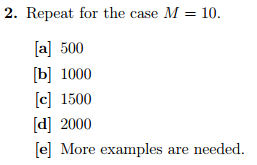 2. Repeat for the case M = 10.
[a] 500
[b] 1000
[c] 1500
[d] 2000
[e] More examples are needed.